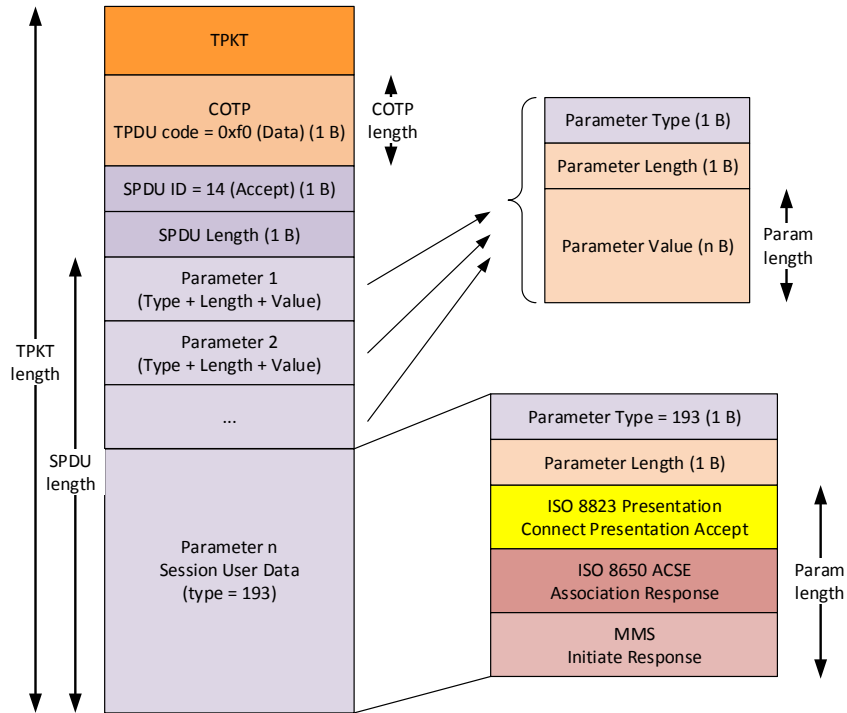 TPKT
COTP
TPDU code = 0xf0 (Data) (1 B)
COTP
length
SPDU ID = 14 (Accept) (1 B)
SPDU Length (1 B)
Parameter 1
(Type + Length + Value)
Parameter 2
(Type + Length + Value)
...
Parameter n
Session User Data
(type = 193)
TPKT
length
SPDU
length
Parameter Type (1 B)
Parameter Length (1 B)
Parameter Value (n B)
Param
length
Parameter Type = 193 (1 B)
Parameter Length (1 B)
ISO 8823 Presentation
Connect Presentation Accept
ISO 8650 ACSE
Association Response
MMS
Initiate Response
Param
length